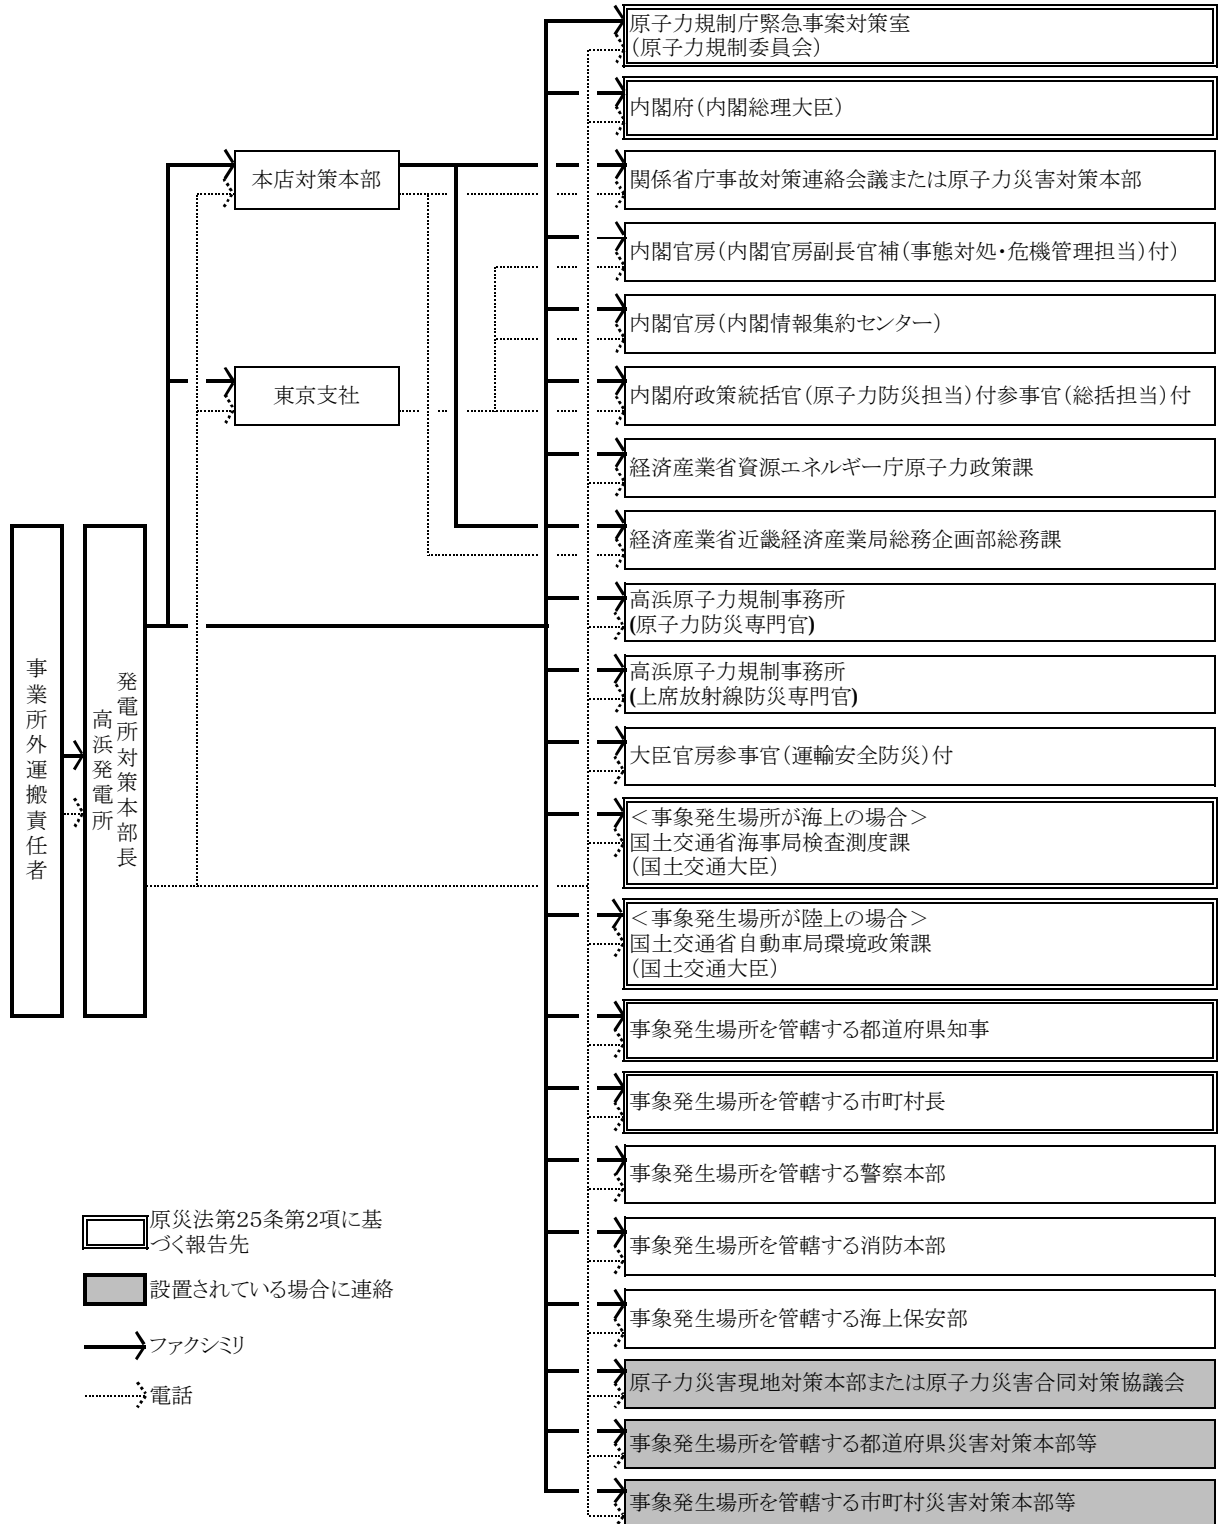 原子力規制庁緊急事案対策室
(原子力規制委員会)
内閣府(内閣総理大臣)
本店対策本部
関係省庁事故対策連絡会議または原子力災害対策本部
内閣官房(内閣官房副長官補(事態対処・危機管理担当)付)
内閣官房(内閣情報集約センター)
東京支社
内閣府政策統括官(原子力防災担当)付参事官(総括担当)付
経済産業省資源エネルギー庁原子力政策課
経済産業省近畿経済産業局総務企画部総務課
高浜原子力規制事務所
(原子力防災専門官)
高浜原子力規制事務所
(上席放射線防災専門官)
事業所外運搬責任者
発電所対策本部長
高浜発電所
大臣官房参事官(運輸安全防災)付
<事象発生場所が海上の場合>
国土交通省海事局検査測度課
(国土交通大臣)
<事象発生場所が陸上の場合>
国土交通省自動車局環境政策課
(国土交通大臣)
事象発生場所を管轄する都道府県知事
事象発生場所を管轄する市町村長
事象発生場所を管轄する警察本部
事象発生場所を管轄する消防本部
事象発生場所を管轄する海上保安部
原子力災害現地対策本部または原子力災害合同対策協議会
事象発生場所を管轄する都道府県災害対策本部等
事象発生場所を管轄する市町村災害対策本部等
原災法第25条第2項に基
づく報告先
設置されている場合に連絡
ファクシミリ
電話